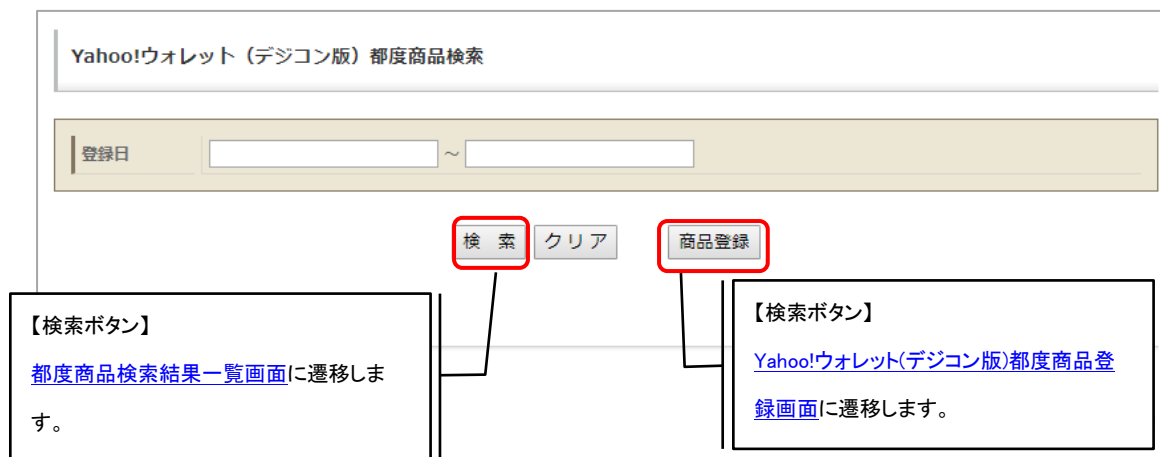 Yahoo!ウォレット（デジコン版）都度商品検索
登録日 ～
検 索 クリア 商品登録
【検索ボタン】
都度商品検索結果一覧画面に遷移しま
す。
【検索ボタン】
Yahoo!ウォレット(デジコン版)都度商品登
録画面に遷移します。